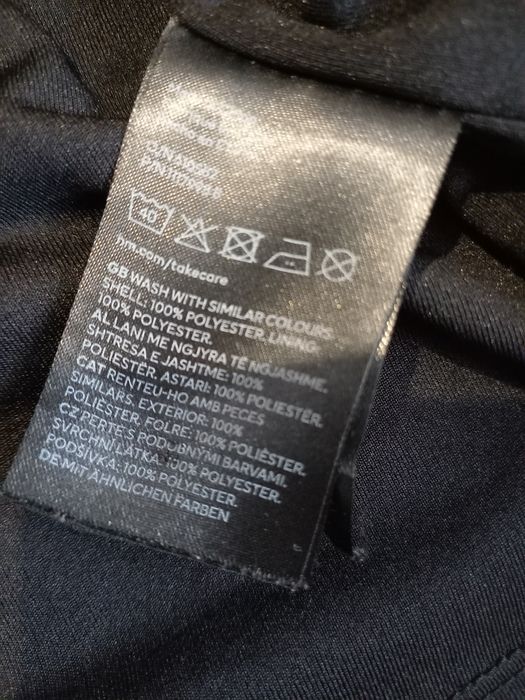 40
hm.com/takecare
GB WASH WITH SIMILAR COLOURS.
SHELL: 100% POLYESTER. LINING:
100% POLYESTER.
AL LANI ME NGJYRA TË NGJASHME.
SHTRESA E JASHTME: 100%
POLIESTËR. ASTARI: 100% POLIESTËR.
CAT RENTEU-HO AMB PECES
SIMILARS. EXTERIOR: 100%
POLIÈSTER. FOLRE: 100% POLIÈSTER.
CZ PERTE S PODOBNÝMI BARVAMI.
SVRCHNÍ LÁTKA: 100% POLYESTER.
PODŠÍVKA: 100% POLYESTER.
DE MIT ÄHNLICHEN FARBEN